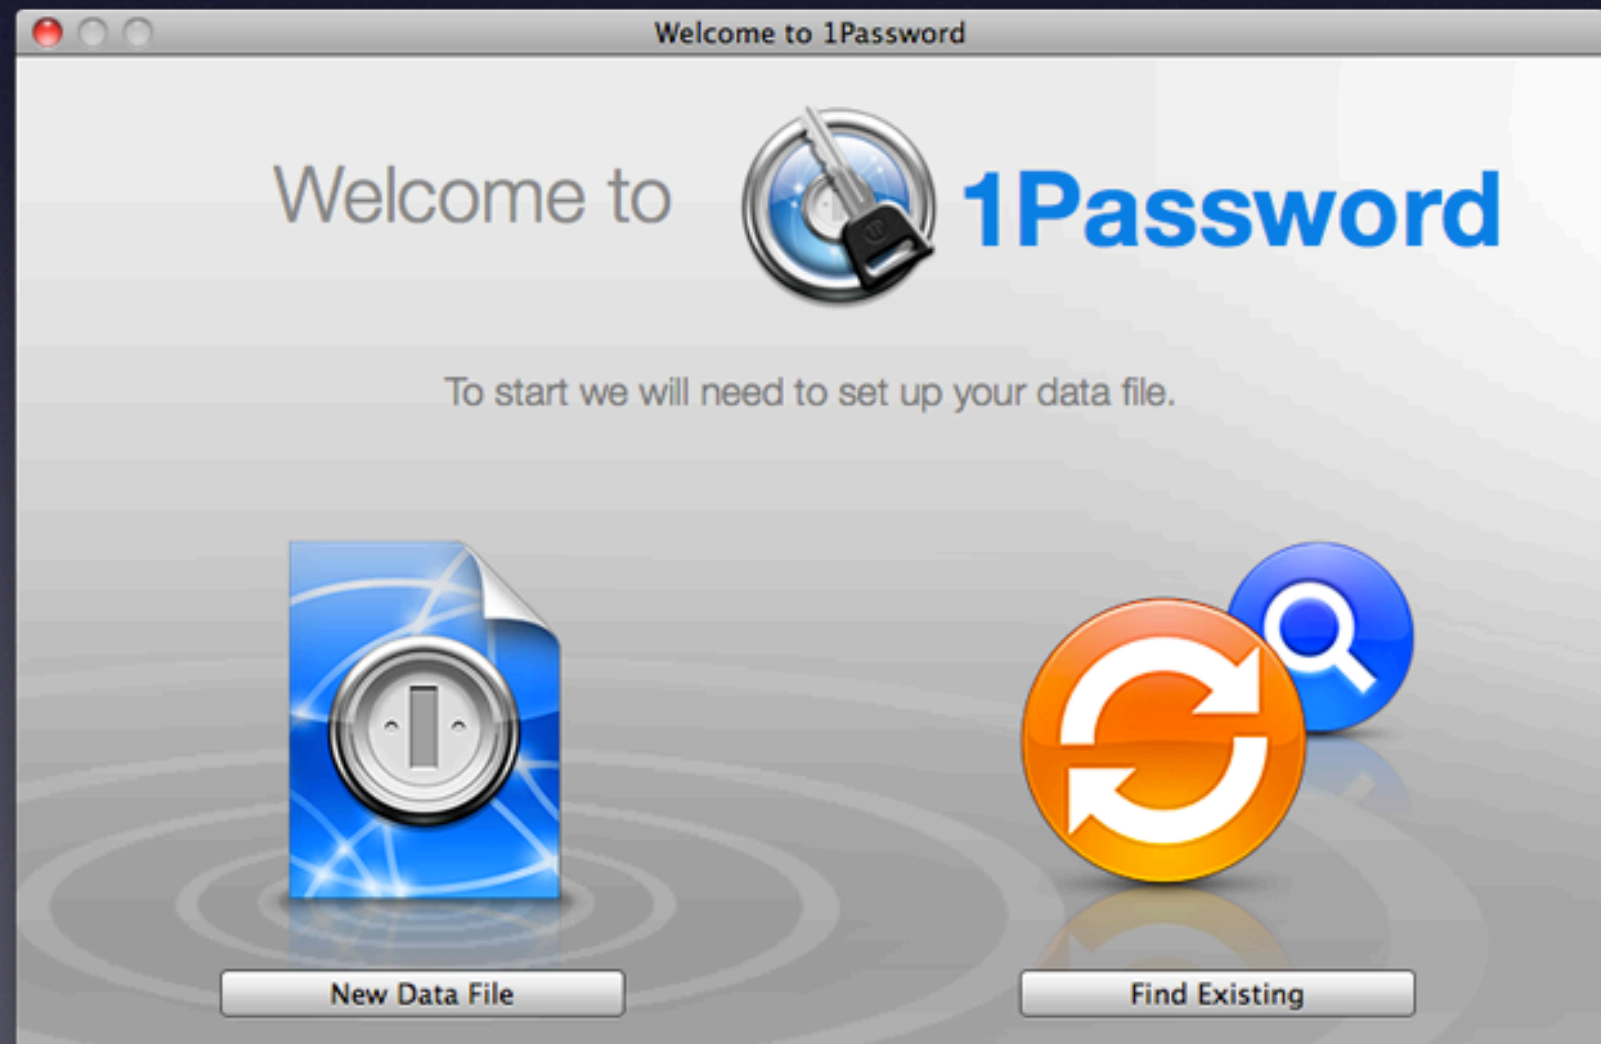 Welcome to 1Password
Welcome to 1Password
To start we will need to set up your data file.
New Data File
Find Existing